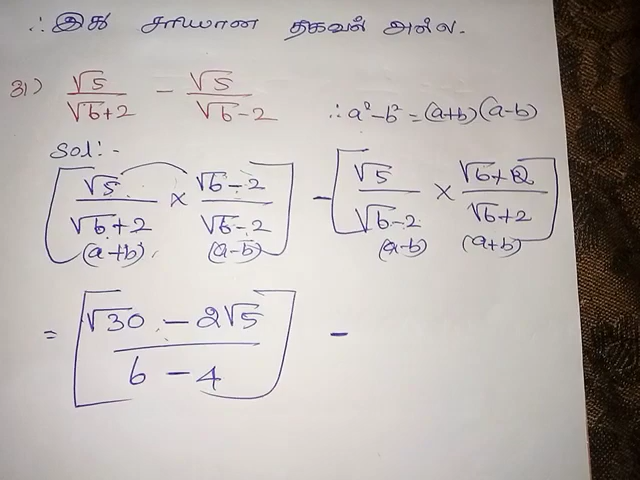 ∴ இது சரியான தகவல் அல்ல.
இ) √5/(√6+2) − √5/(√6−2)
∴ a²−b² = (a+b)(a−b)
Sol:-
[√5/(√6+2) × (√6−2)/(√6−2)] − [√5/(√6−2) × (√6+2)/(√6+2)]
(a+b) (a−b) (a−b) (a+b)
= [(√30 − 2√5)/(6−4)] −